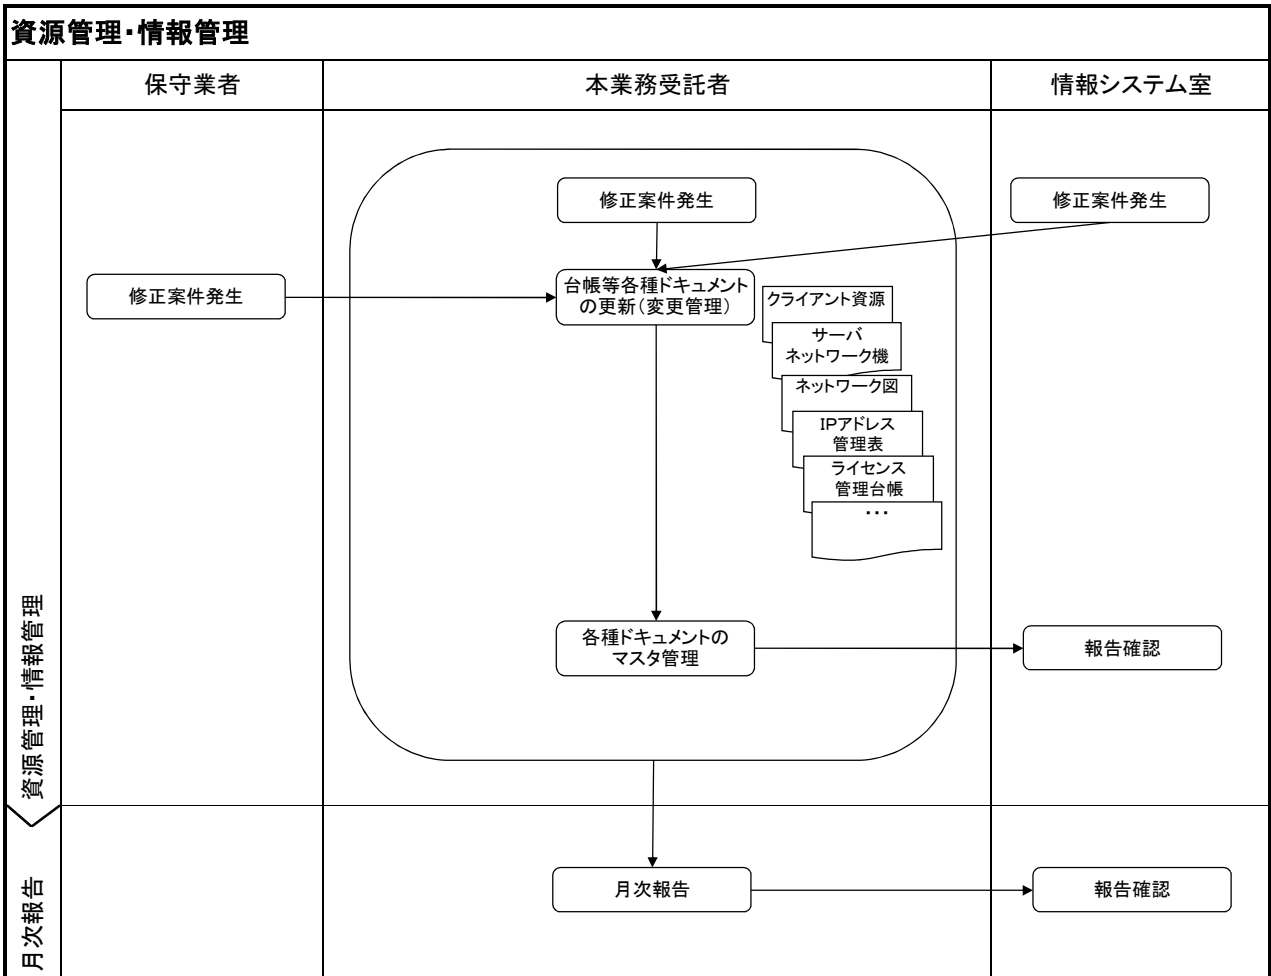 資源管理・情報管理
保守業者
本業務受託者
情報システム室
修正案件発生
修正案件発生
修正案件発生
台帳等各種ドキュメント
の更新（変更管理）
クライアント資源
サーバ
ネットワーク機
ネットワーク図
IPアドレス
管理表
ライセンス
管理台帳
・・・
資源管理・情報管理
各種ドキュメントの
マスタ管理
報告確認
月次報告
月次報告
報告確認